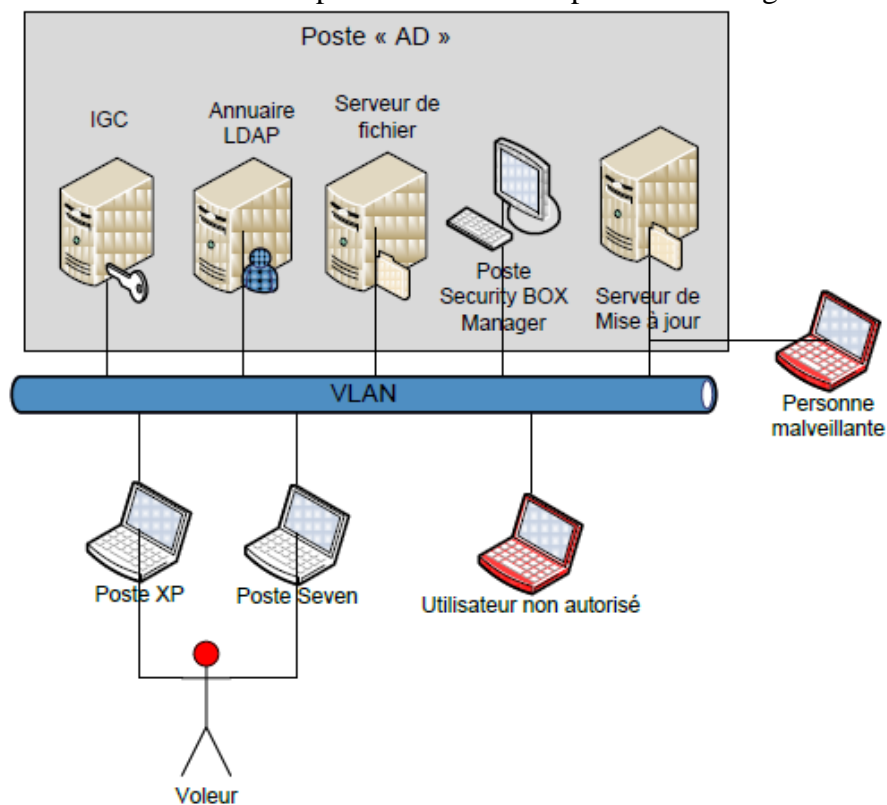 Poste « AD »
IGC
Annuaire
LDAP
Serveur de
fichier
Poste
Security BOX
Manager
Serveur de
Mise à jour
VLAN
Personne
malveillante
Poste XP
Poste Seven
Utilisateur non autorisé
Voleur